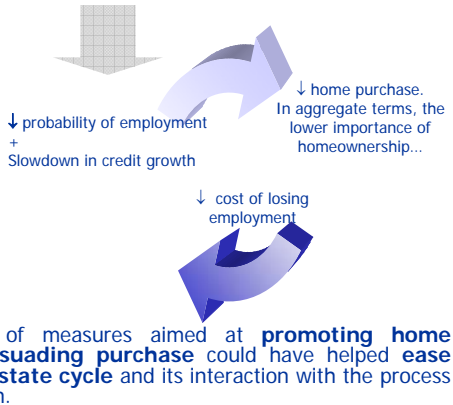 ↓ probability of employment
+
Slowdown in credit growth
↓ home purchase.
In aggregate terms, the
lower importance of
homeownership...
↓ cost of losing
employment
of measures aimed at promoting home
suading purchase could have helped ease
state cycle and its interaction with the process